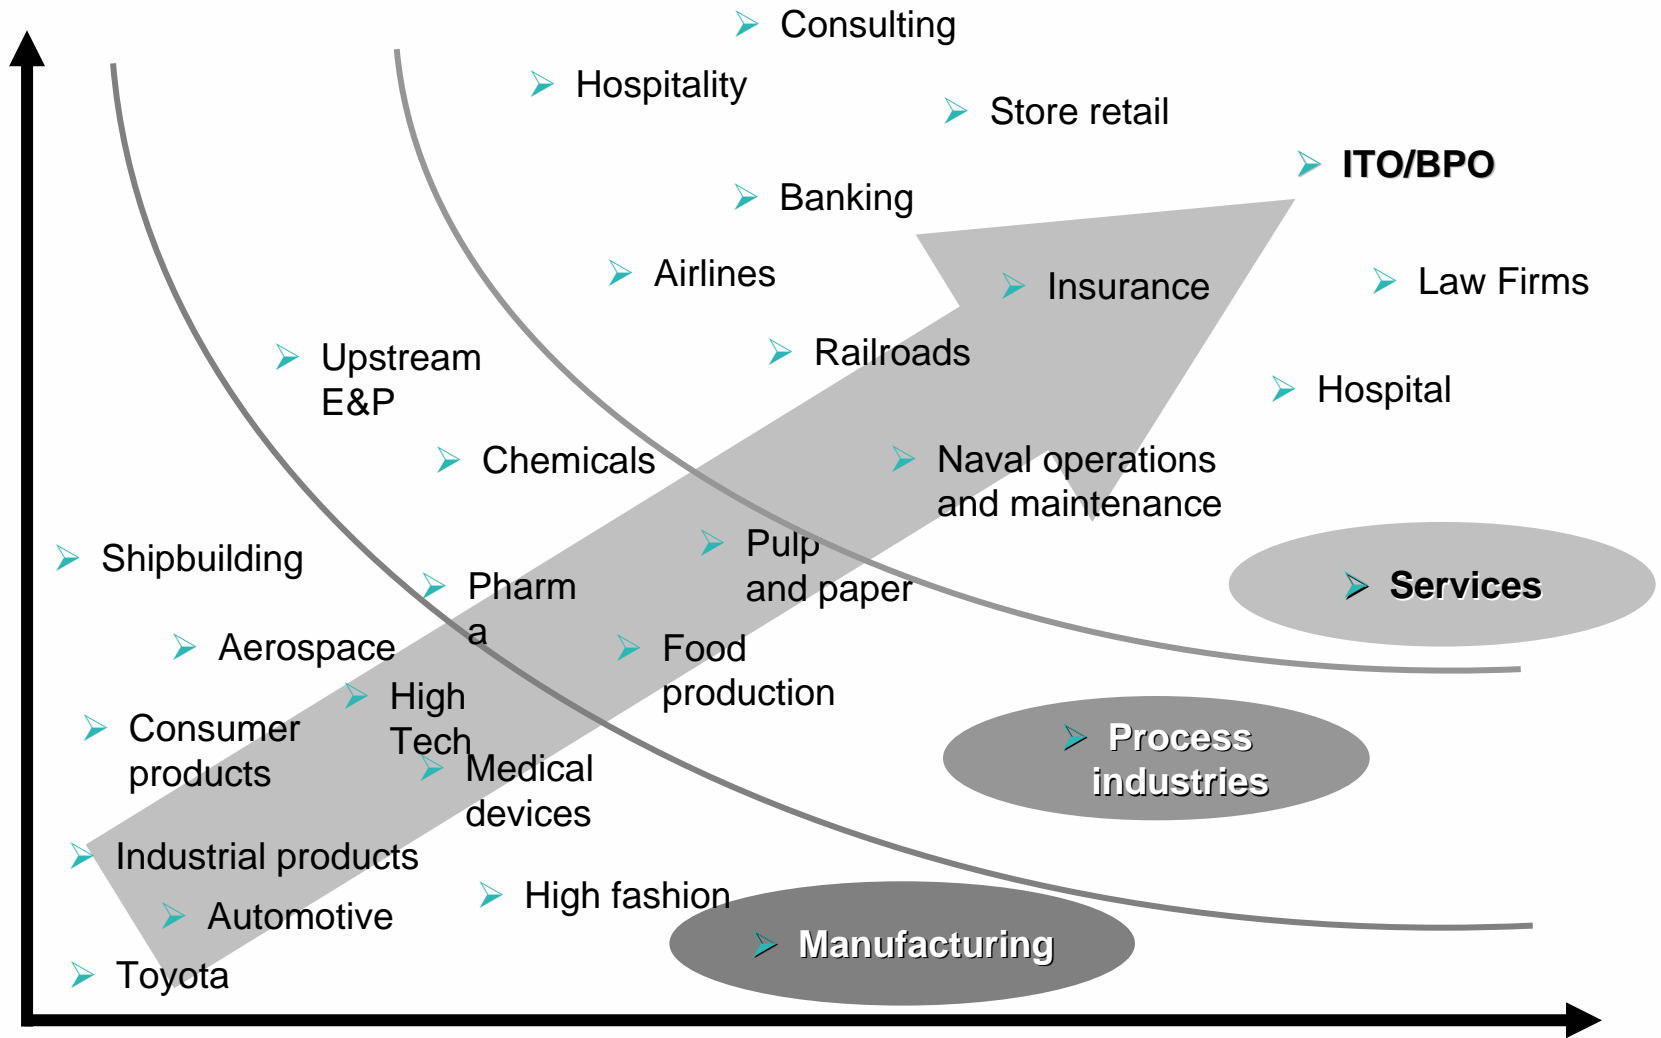 Consulting
Hospitality
Store retail
ITO/BPO
Banking
Airlines
Insurance
Law Firms
Railroads
Upstream
E&P
Hospital
Chemicals
Naval operations
and maintenance
Shipbuilding
Pulp
and paper
Pharm
a
Services
Aerospace
Food
production
High
Tech
Consumer
products
Process
industries
Medical
devices
Industrial products
High fashion
Automotive
Manufacturing
Toyota